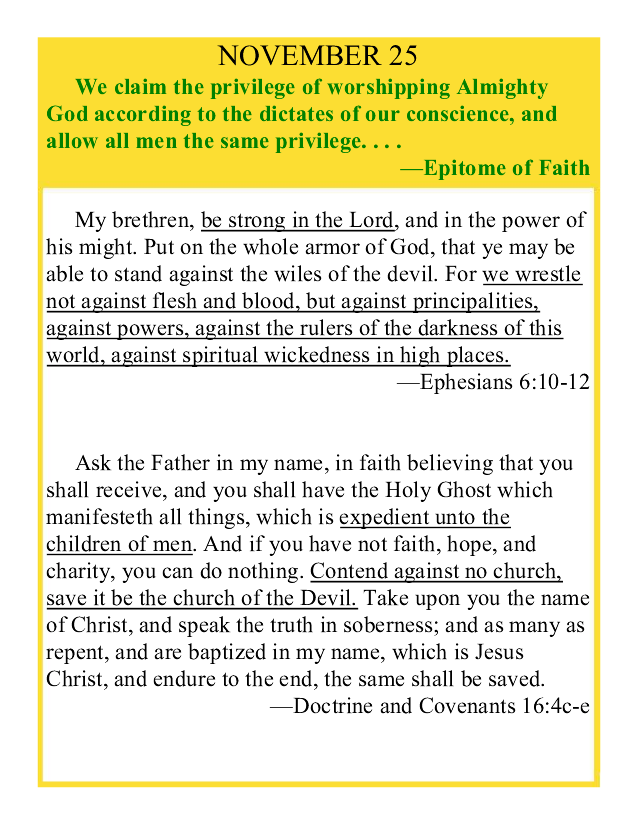 NOVEMBER 25
We claim the privilege of worshipping Almighty
God according to the dictates of our conscience, and
allow all men the same privilege. . . .
—Epitome of Faith
My brethren, be strong in the Lord, and in the power of
his might. Put on the whole armor of God, that ye may be
able to stand against the wiles of the devil. For we wrestle
not against flesh and blood, but against principalities,
against powers, against the rulers of the darkness of this
world, against spiritual wickedness in high places.
—Ephesians 6:10-12
Ask the Father in my name, in faith believing that you
shall receive, and you shall have the Holy Ghost which
manifesteth all things, which is expedient unto the
children of men. And if you have not faith, hope, and
charity, you can do nothing. Contend against no church,
save it be the church of the Devil. Take upon you the name
of Christ, and speak the truth in soberness; and as many as
repent, and are baptized in my name, which is Jesus
Christ, and endure to the end, the same shall be saved.
—Doctrine and Covenants 16:4c-e